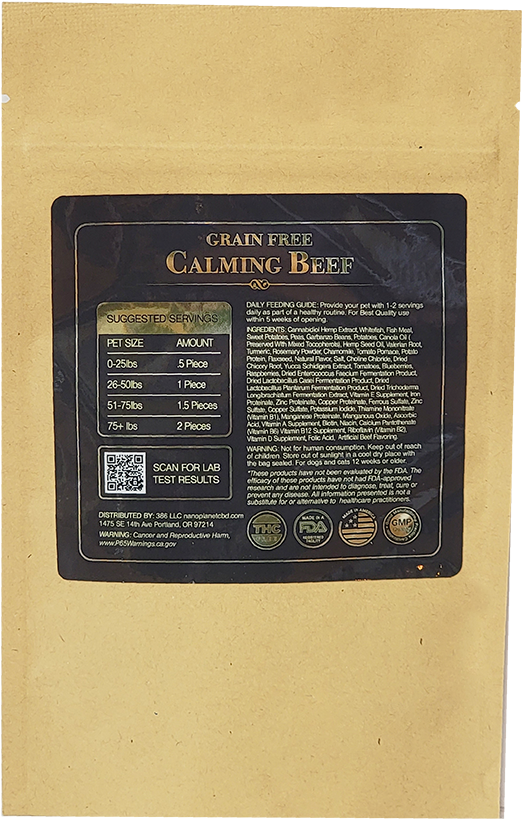 GRAIN FREE
CALMING BEEF
SUGGESTED SERVINGS
PET SIZE AMOUNT
0-25lbs .5 Piece
26-50lbs 1 Piece
51-75lbs 1.5 Pieces
75+ lbs 2 Pieces
SCAN FOR LAB
TEST RESULTS
DISTRIBUTED BY: 386 LLC nanoplanetcbd.com
1475 SE 14th Ave Portland, OR 97214
WARNING: Cancer and Reproductive Harm,
www.P65Warnings.ca.gov
DAILY FEEDING GUIDE: Provide your pet with 1-2 servings
daily as part of a healthy routine. For Best Quality use
within 5 weeks of opening.
INGREDIENTS: Cannabidiol Hemp Extract, Whitefish, Fish Meal,
Sweet Potatoes, Peas, Garbanzo Beans, Potatoes, Canola Oil (
Preserved With Mixed Tocopherols), Hemp Seed Oil, Valerian Root,
Turmeric, Rosemary Powder, Chamomile, Tomato Pomace, Potato
Protein, Flaxseed, Natural Flavor, Salt, Choline Chloride, Dried
Chicory Root, Yucca Schidigera Extract, Tomatoes, Blueberries,
Raspberries, Dried Enterococcus Faecium Fermentation Product,
Dried Lactobacillus Casei Fermentation Product, Dried
Lactobacillus Plantarum Fermentation Product, Dried Trichoderma
Longibrachiatum Fermentation Extract, Vitamin E Supplement, Iron
Proteinate, Zinc Proteinate, Copper Proteinate, Ferrous Sulfate, Zinc
Sulfate, Copper Sulfate, Potassium Iodide, Thiamine Mononitrate
(Vitamin B1), Manganese Proteinate, Manganous Oxide, Ascorbic
Acid, Vitamin A Supplement, Biotin, Niacin, Calcium Pantothenate
(Vitamin B5) Vitamin B12 Supplement, Riboflavin (Vitamin B2),
Vitamin D Supplement, Folic Acid, Artificial Beef Flavoring.
WARNING: Not for human consumption. Keep out of reach
of children. Store out of sunlight in a cool dry place with
the bag sealed. For dogs and cats 12 weeks or older.
*These products have not been evaluated by the FDA. The
efficacy of these products have not had FDA-approved
research and are not intended to diagnose, treat, cure or
prevent any disease. All information presented is not a
substitute for or alternative to healthcare practitioners.
THC
FREE
MADE IN A
FDA
REGISTERED
FACILITY
GMP